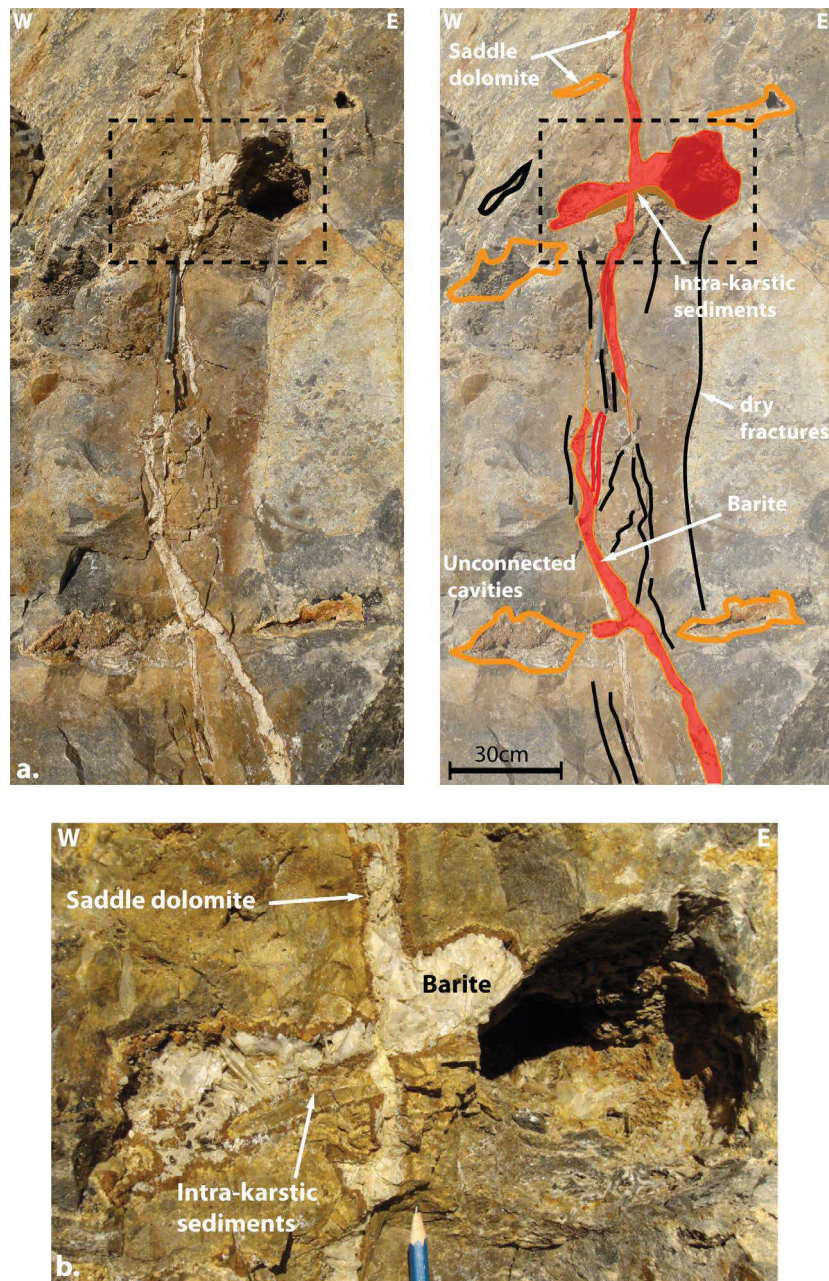 W
E
a.
W
E
Saddle
dolomite
Intra-karstic
sediments
dry
fractures
Barite
Unconnected
cavities
30cm
W
E
Saddle dolomite
Barite
Intra-karstic
sediments
b.